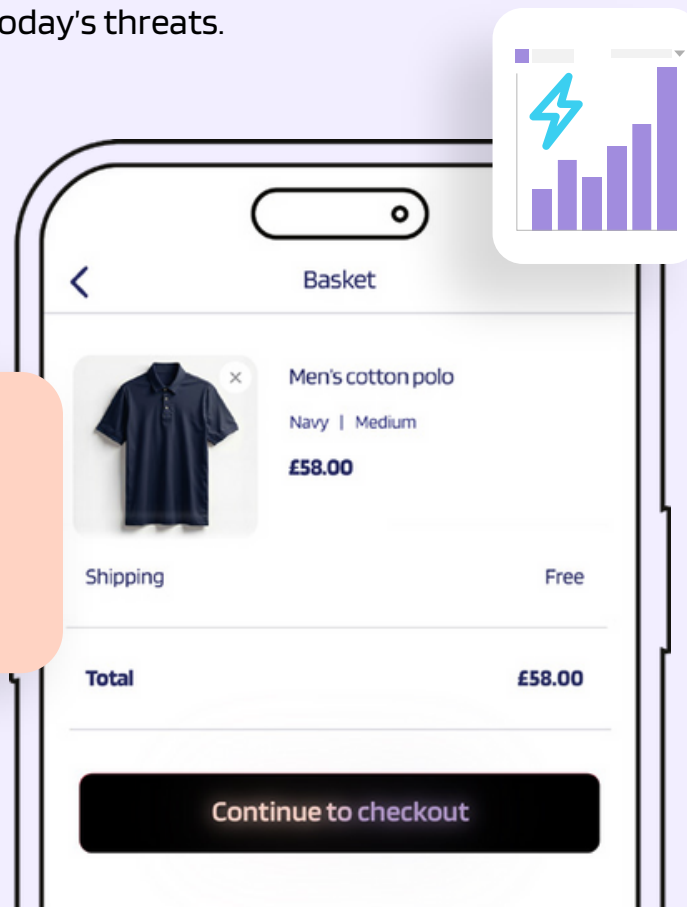 oday's threats.
Basket
Men's cotton polo
Navy | Medium
£58.00
Shipping Free
Total £58.00
Continue to checkout